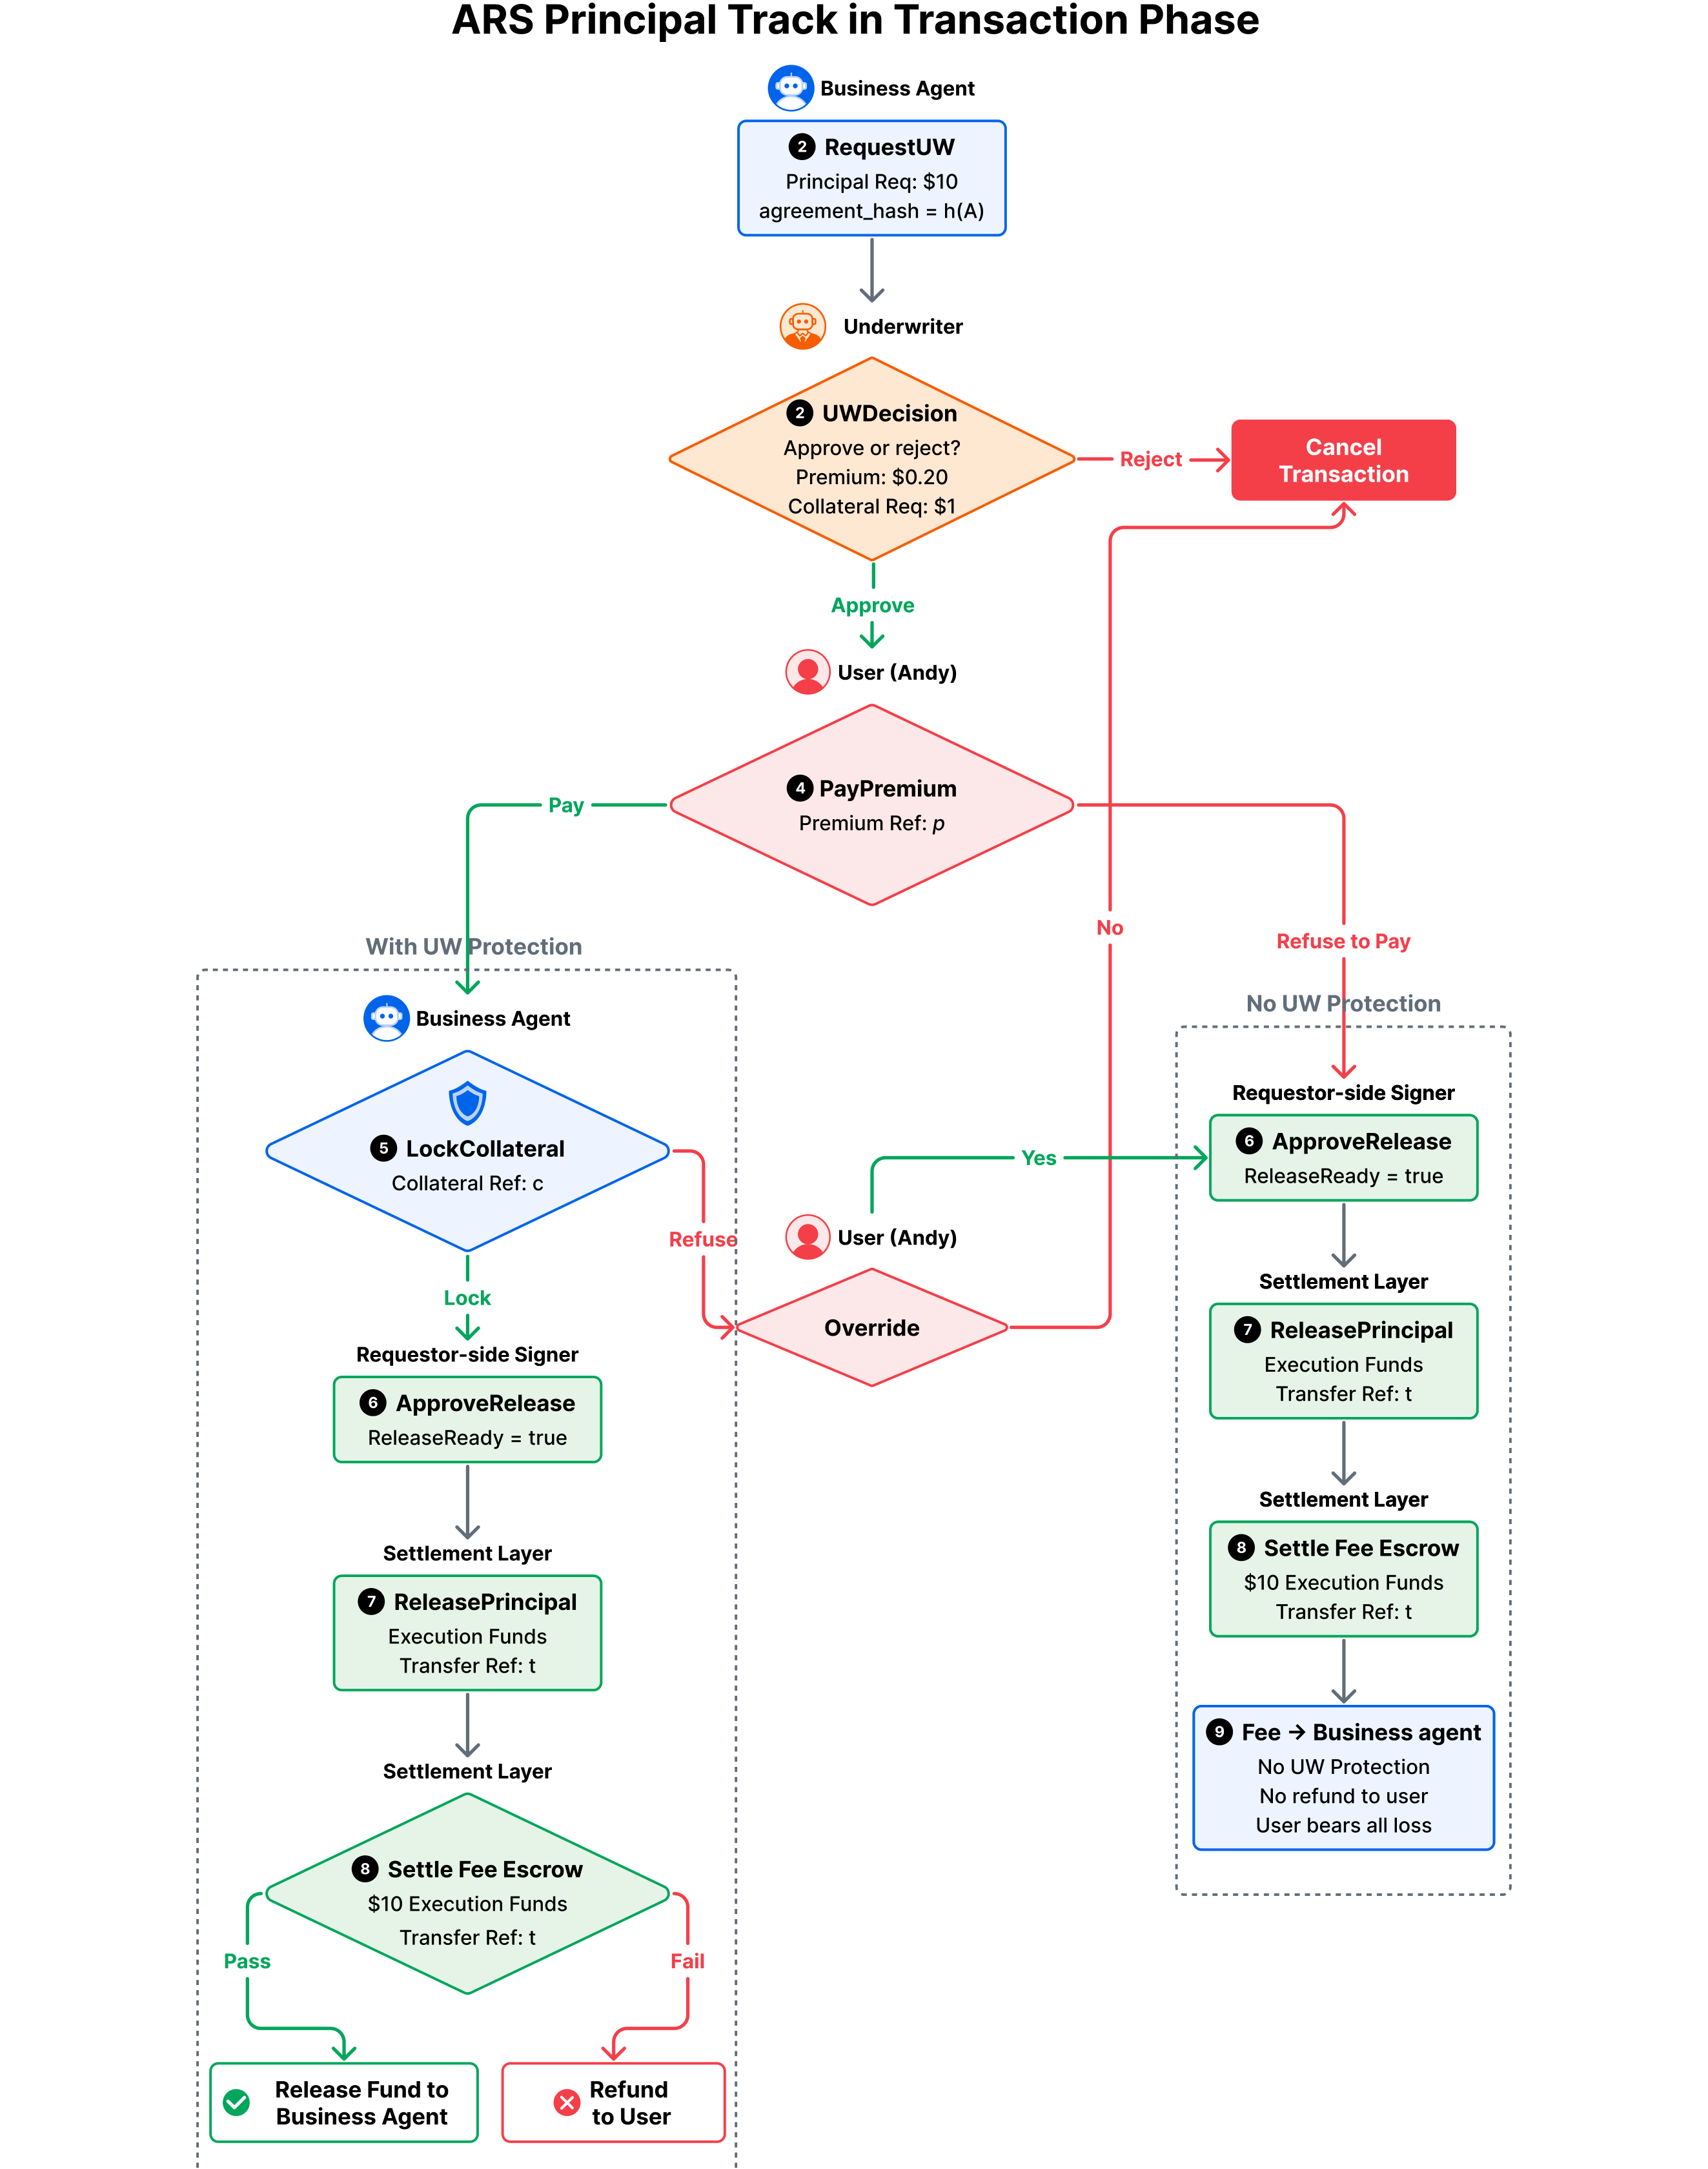 ARS Principal Track in Transaction Phase
Business Agent
2 RequestUW
Principal Req: $10
agreement_hash = h(A)
Underwriter
2 UWDecision
Approve or reject?
Premium: $0.20
Collateral Req: $1
Reject
Cancel
Transaction
Approve
User (Andy)
4 PayPremium
Premium Ref: p
Pay
No
Refuse to Pay
With UW Protection
Business Agent
5 LockCollateral
Collateral Ref: c
Refuse
Lock
User (Andy)
Override
Yes
Requestor-side Signer
6 ApproveRelease
ReleaseReady = true
Settlement Layer
7 ReleasePrincipal
Execution Funds
Transfer Ref: t
Settlement Layer
8 Settle Fee Escrow
$10 Execution Funds
Transfer Ref: t
Pass
Fail
Release Fund to
Business Agent
Refund
to User
No UW Protection
Requestor-side Signer
6 ApproveRelease
ReleaseReady = true
Settlement Layer
7 ReleasePrincipal
Execution Funds
Transfer Ref: t
Settlement Layer
8 Settle Fee Escrow
$10 Execution Funds
Transfer Ref: t
9 Fee → Business agent
No UW Protection
No refund to user
User bears all loss